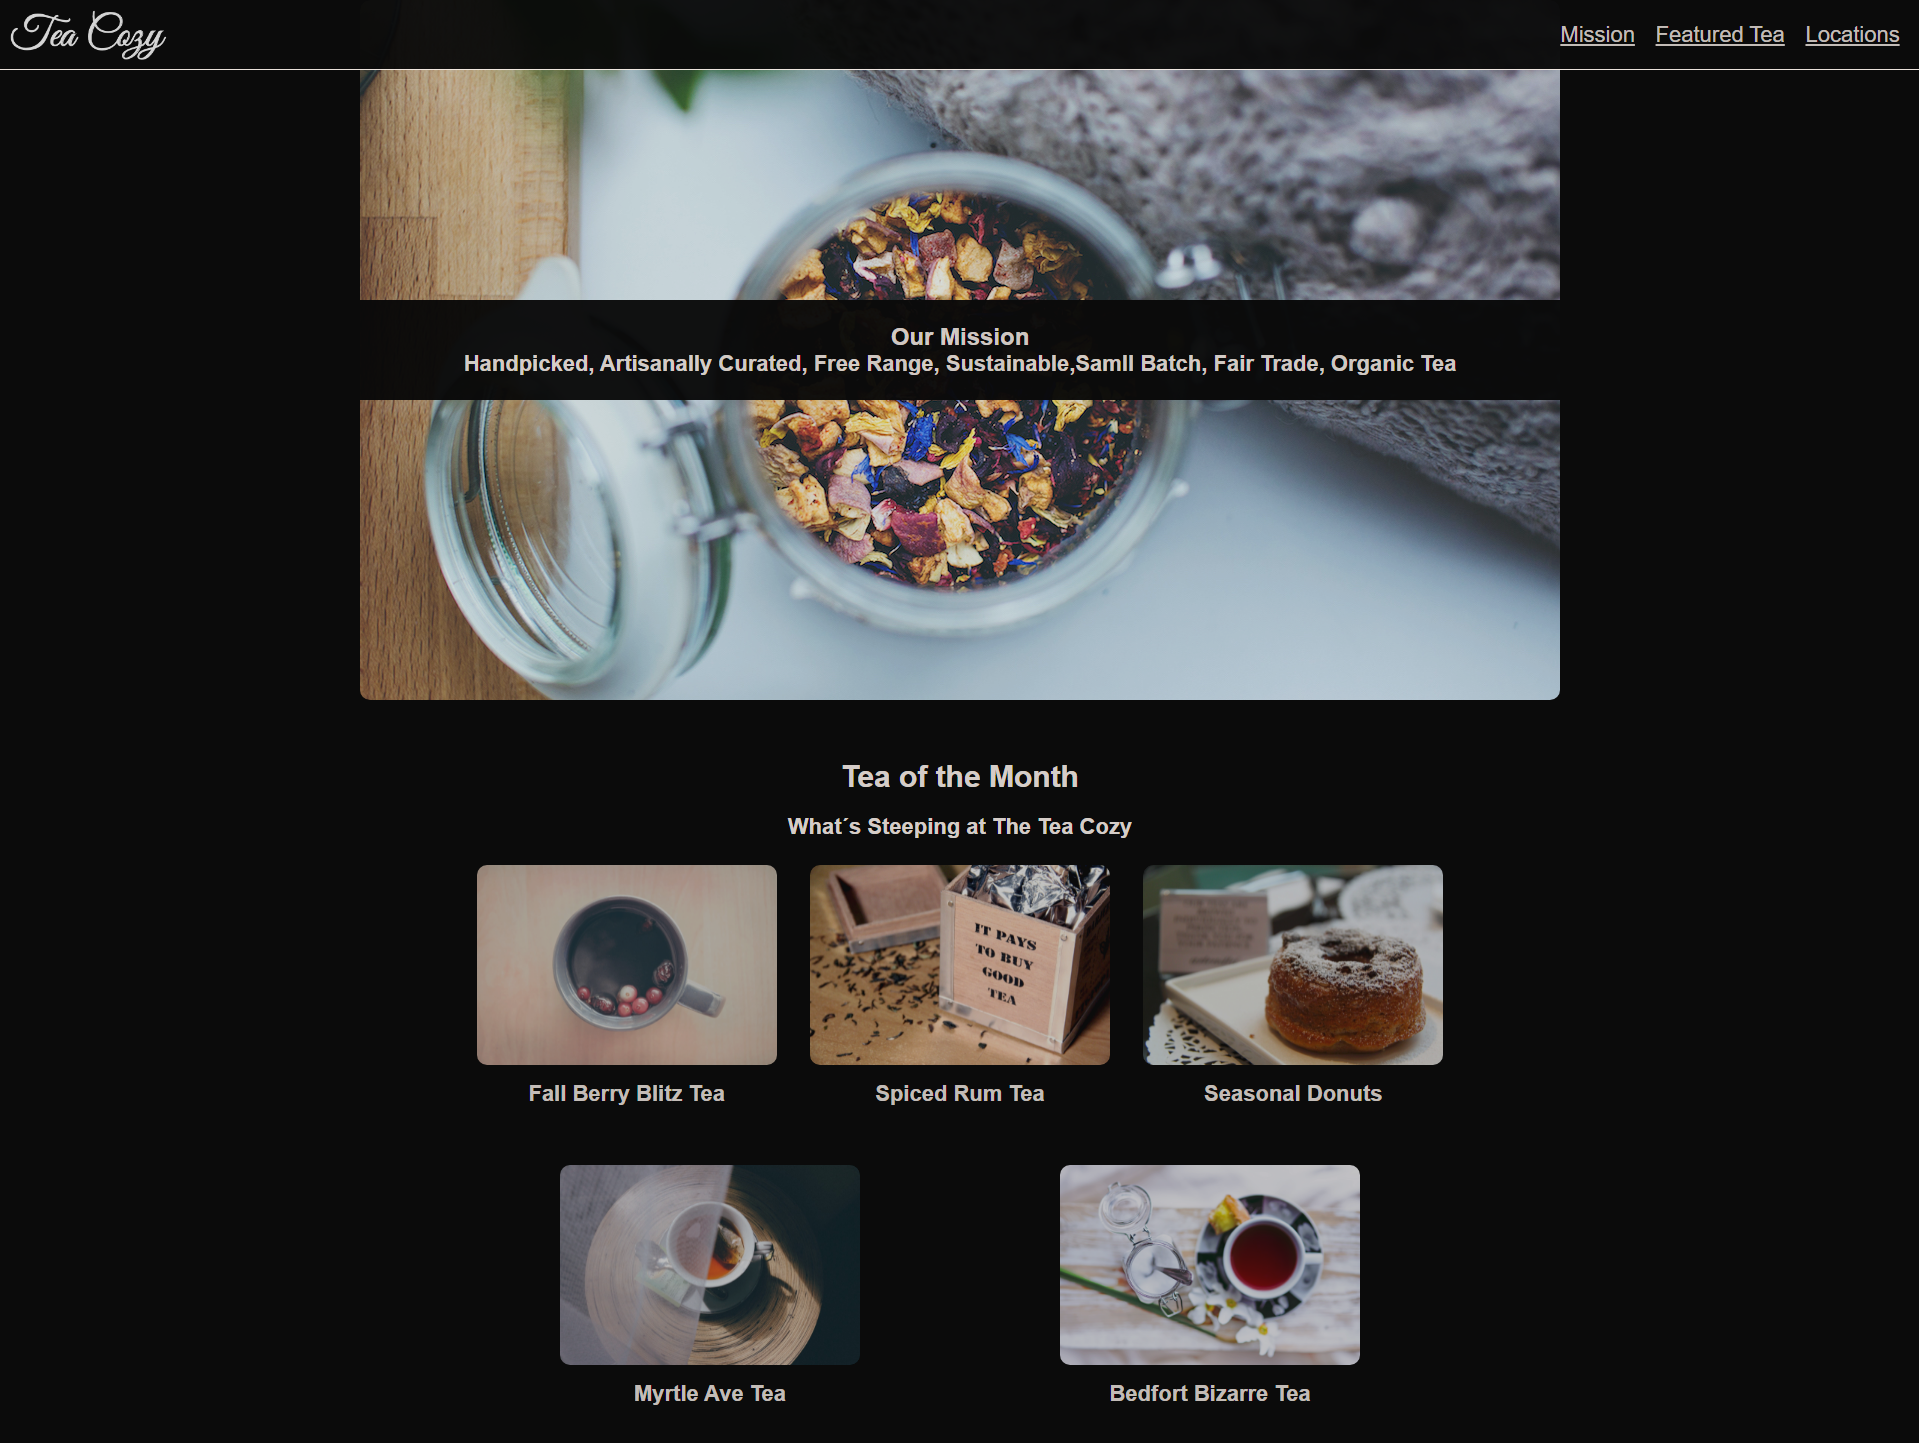 Tea Cozy
Mission Featured Tea Locations
Our Mission
Handpicked, Artisanally Curated, Free Range, Sustainable,Samll Batch, Fair Trade, Organic Tea
Tea of the Month
What´s Steeping at The Tea Cozy
IT PAYS
TO BUY
GOOD
TEA
Fall Berry Blitz Tea
Spiced Rum Tea
Seasonal Donuts
Myrtle Ave Tea
Bedfort Bizarre Tea